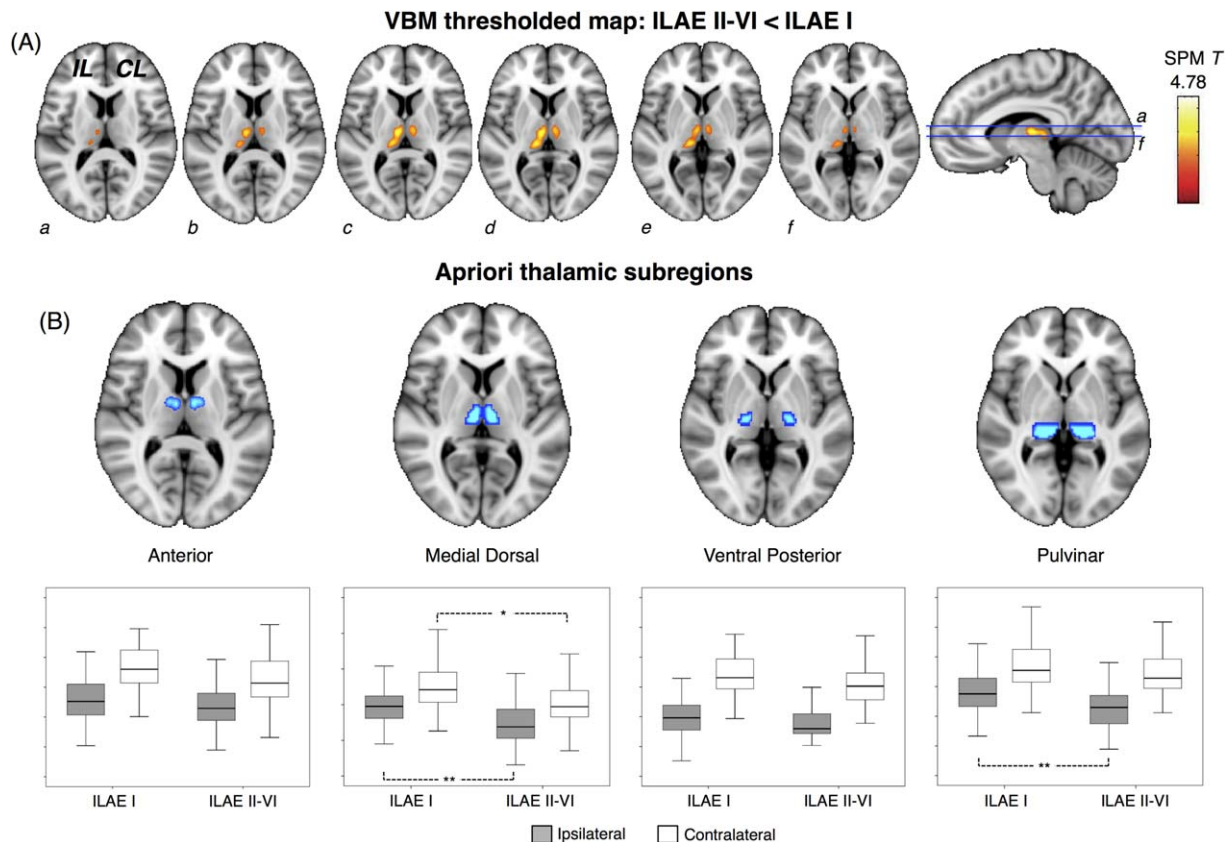 VBM thresholded map: ILAE II-VI < ILAE I
(A)
IL CL
SPM T
4.78
a
f
a b c d e f
Apriori thalamic subregions
(B)
Anterior Medial Dorsal Ventral Posterior Pulvinar
*
**
**
ILAE I ILAE II-VI ILAE I ILAE II-VI ILAE I ILAE II-VI ILAE I ILAE II-VI
Ipsilateral Contralateral